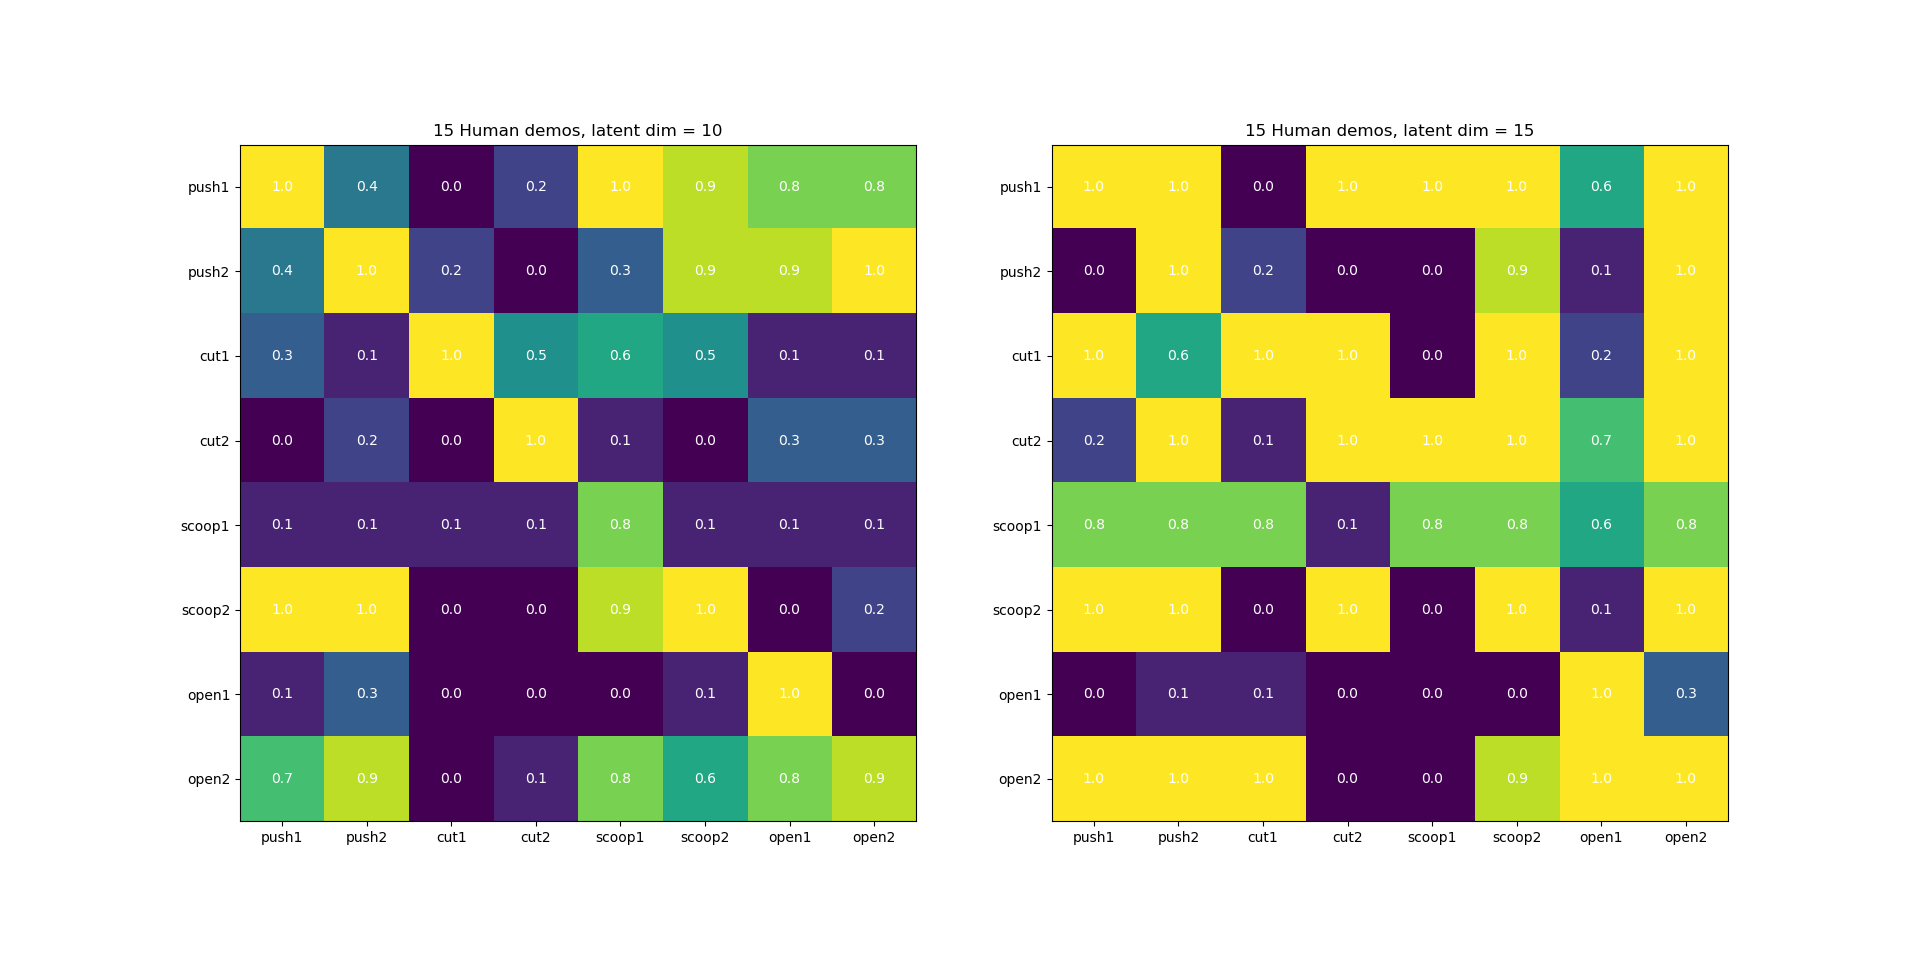 15 Human demos, latent dim = 10
push1 1.0 0.4 0.0 0.2 1.0 0.9 0.8 0.8
push2 0.4 1.0 0.2 0.0 0.3 0.9 0.9 1.0
cut1 0.3 0.1 1.0 0.5 0.6 0.5 0.1 0.1
cut2 0.0 0.2 0.0 1.0 0.1 0.0 0.3 0.3
scoop1 0.1 0.1 0.1 0.1 0.8 0.1 0.1 0.1
scoop2 1.0 1.0 0.0 0.0 0.9 1.0 0.0 0.2
open1 0.1 0.3 0.0 0.0 0.0 0.1 1.0 0.0
open2 0.7 0.9 0.0 0.1 0.8 0.6 0.8 0.9
push1 push2 cut1 cut2 scoop1 scoop2 open1 open2
15 Human demos, latent dim = 15
push1 1.0 1.0 0.0 1.0 1.0 1.0 0.6 1.0
push2 0.0 1.0 0.2 0.0 0.0 0.9 0.1 1.0
cut1 1.0 0.6 1.0 1.0 0.0 1.0 0.2 1.0
cut2 0.2 1.0 0.1 1.0 1.0 1.0 0.7 1.0
scoop1 0.8 0.8 0.8 0.1 0.8 0.8 0.6 0.8
scoop2 1.0 1.0 0.0 1.0 0.0 1.0 0.1 1.0
open1 0.0 0.1 0.1 0.0 0.0 0.0 1.0 0.3
open2 1.0 1.0 1.0 0.0 0.0 0.9 1.0 1.0
push1 push2 cut1 cut2 scoop1 scoop2 open1 open2